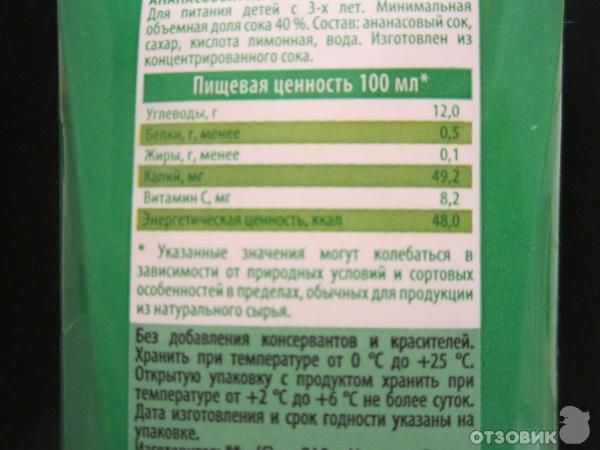 Для питания детей с 3-х лет. Минимальная
объемная доля сока 40 %. Состав: ананасовый сок,
сахар, кислота лимонная, вода. Изготовлен из
концентрированного сока.
Пищевая ценность 100 мл*
Углеводы, г 12,0
Белки, г, менее 0,5
Жиры, г, менее 0,1
Калий, мг 49,2
Витамин С, мг 8,2
Энергетическая ценность, ккал 48,0
* Указанные значения могут колебаться в
зависимости от природных условий и сортовых
особенностей в пределах, обычных для продукции
из натурального сырья.
Без добавления консервантов и красителей.
Хранить при температуре от 0 °С до +25 °С.
Открытую упаковку с продуктом хранить при
температуре от +2 °С до +6 °С не более суток.
Дата изготовления и срок годности указаны на
упаковке.
ОТЗОВИК